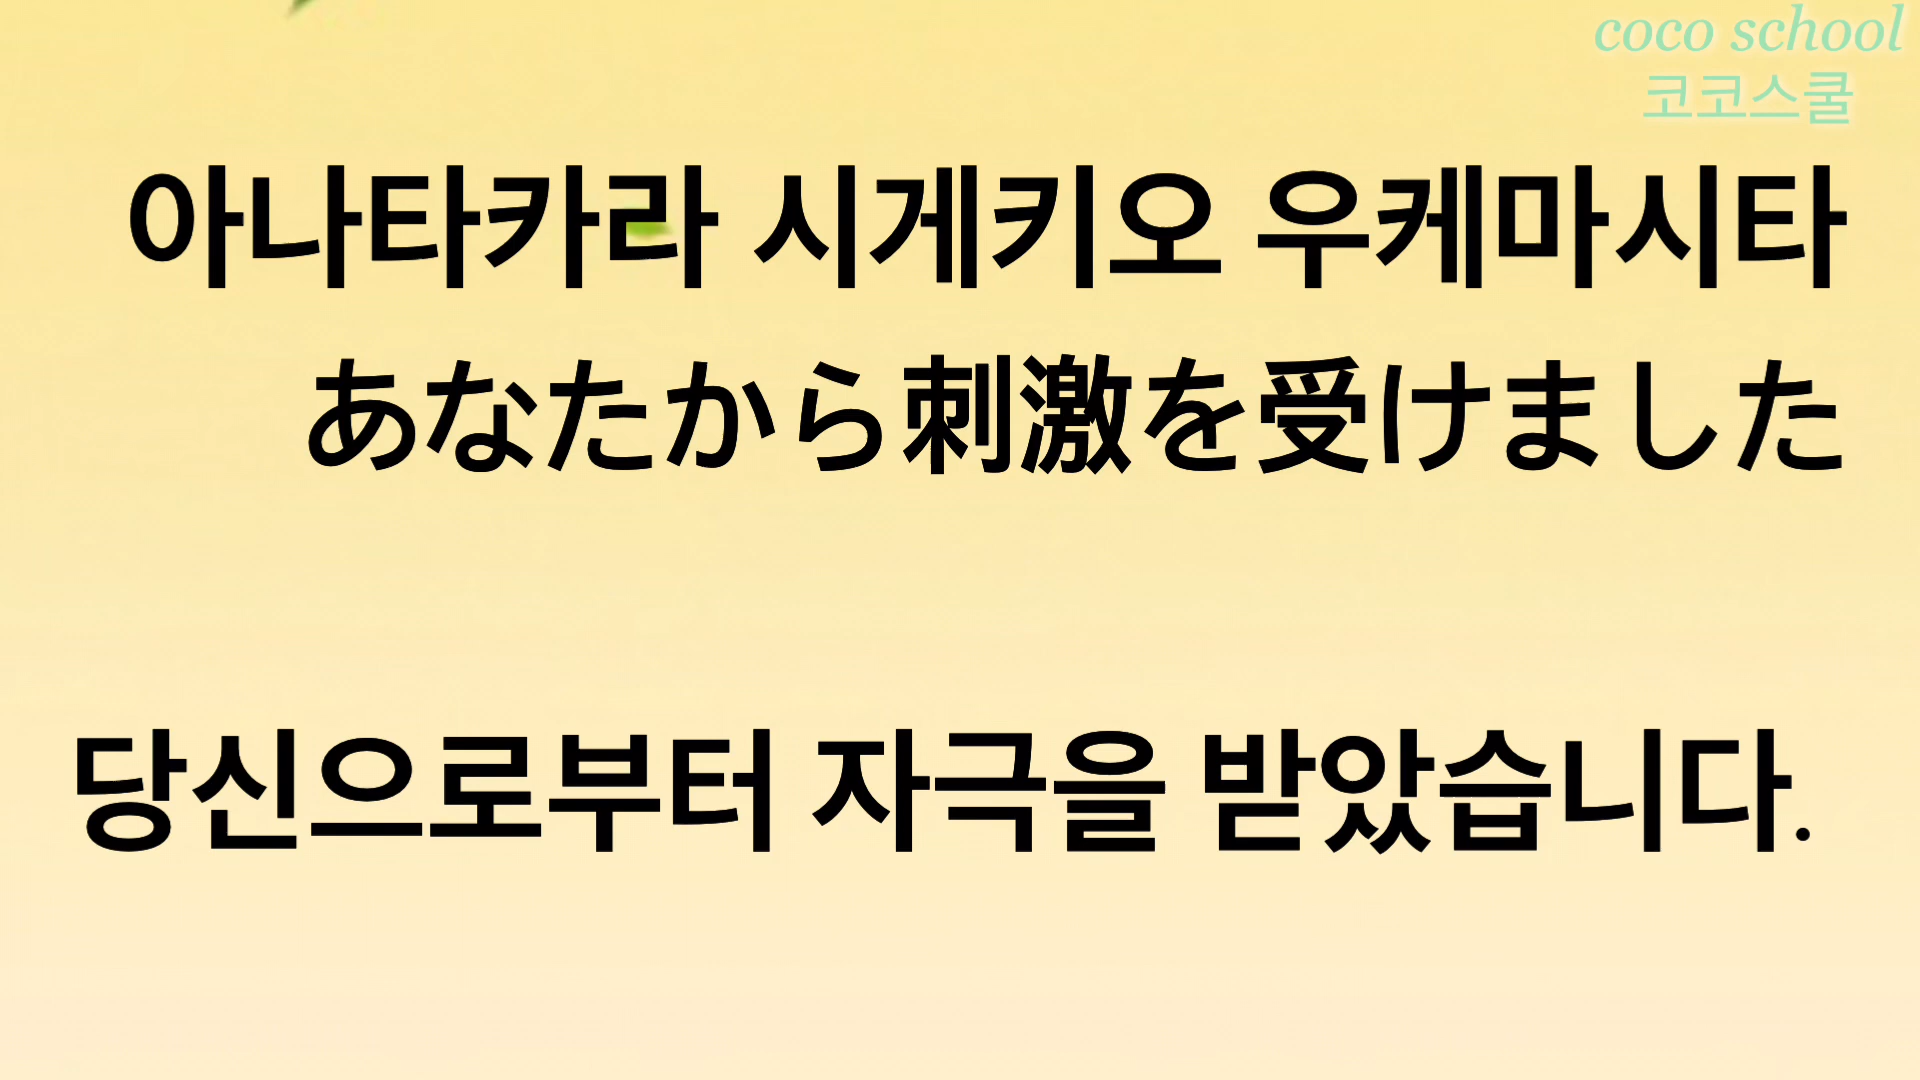 coco school
코코스쿨
아나타카라 시게키오 우케마시타
あなたから刺激を受けました
당신으로부터 자극을 받았습니다.